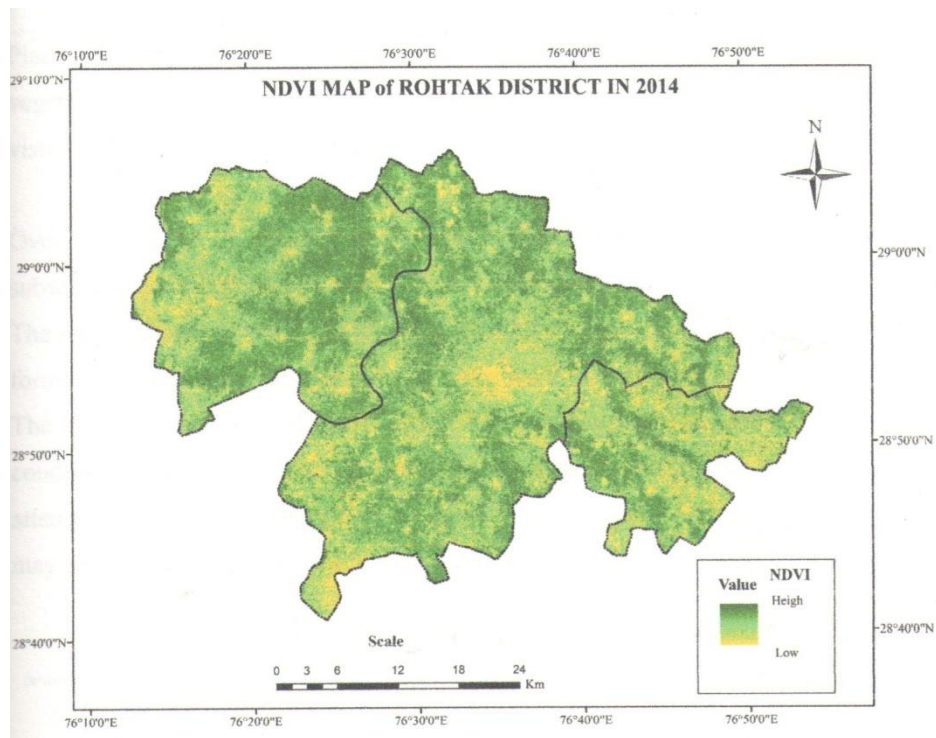 76°10'0"E 76°20'0"E 76°30'0"E 76°40'0"E 76°50'0"E
29°10'0"N
NDVI MAP of ROHTAK DISTRICT IN 2014
N
29°0'0"N 29°0'0"N
28°50'0"N 28°50'0"N
Value NDVI
Heigh
Low
28°40'0"N 28°40'0"N
Scale
0 3 6 12 18 24
Km
76°10'0"E 76°20'0"E 76°30'0"E 76°40'0"E 76°50'0"E